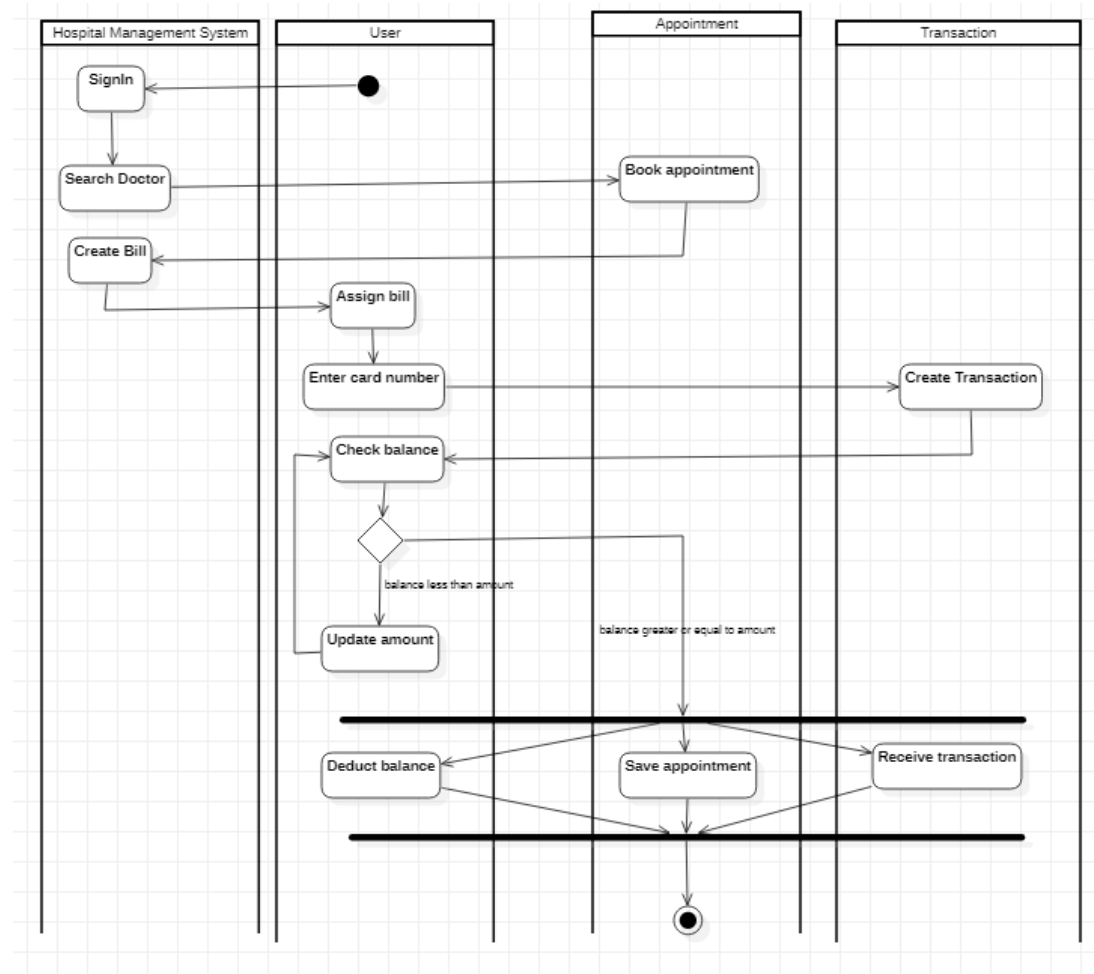 Hospital Management System
User
Appointment
Transaction
SignIn
Search Doctor
Book appointment
Create Bill
Assign bill
Enter card number
Create Transaction
Check balance
balance less than amount
balance greater or equal to amount
Update amount
Deduct balance
Save appointment
Receive transaction